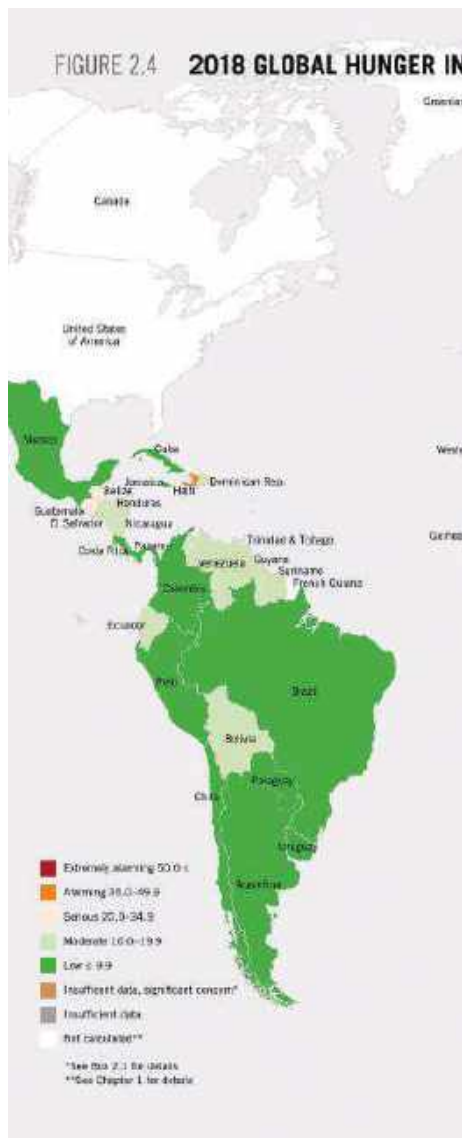 FIGURE 2.4 2018 GLOBAL HUNGER IN
Greenlan
Canada
United States
of America
Mexico
Cuba
Weste
Jamaica
Haiti
Dominican Rep.
Belize
Honduras
Guatemala
El Salvador
Nicaragua
Costa Rica
Panama
Trinidad & Tobago
Venezuela
Guyana
Suriname
French Guiana
Colombia
Ecuador
Peru
Brazil
Bolivia
Paraguay
Chile
Uruguay
Argentina
Extremely alarming 50.0 ≤
Alarming 35.0–49.9
Serious 20.0–34.9
Moderate 10.0–19.9
Low ≤ 9.9
Insufficient data, significant concern*
Insufficient data
Not calculated**
*See Box 2.1 for details
**See Chapter 1 for details